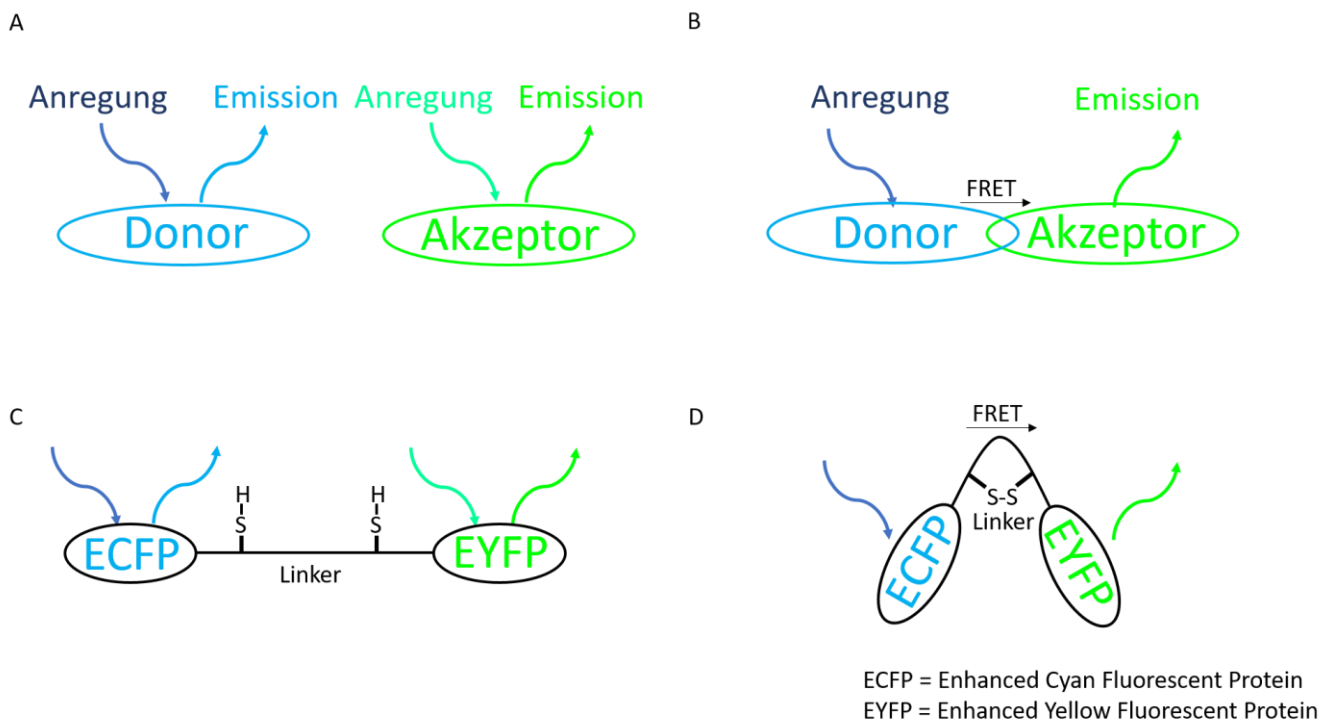 A
Anregung Emission Anregung Emission
Donor Akzeptor
B
Anregung Emission
FRET
Donor Akzeptor
C
H H
S S
ECFP EYFP
Linker
D
FRET
S-S
Linker
ECFP EYFP
ECFP = Enhanced Cyan Fluorescent Protein
EYFP = Enhanced Yellow Fluorescent Protein